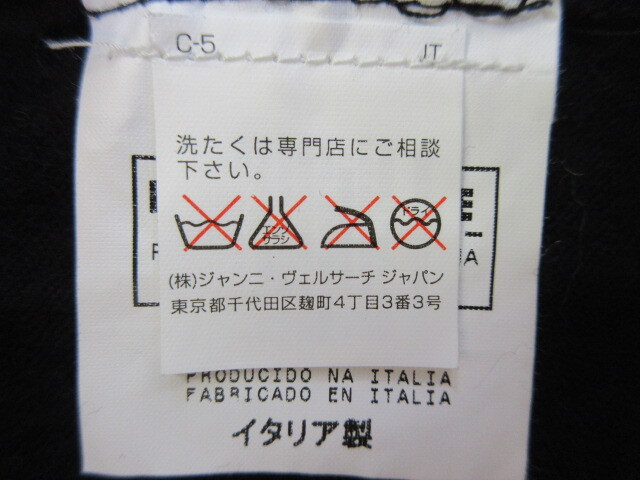 C-5 JT
洗たくは専門店にご相談
下さい。
エンソ
サラシ
ドライ
(株)ジャンニ・ヴェルサーチ ジャパン
東京都千代田区麹町4丁目3番3号
PRODUCIDO NA ITALIA
FABRICADO EN ITALIA
イタリア製